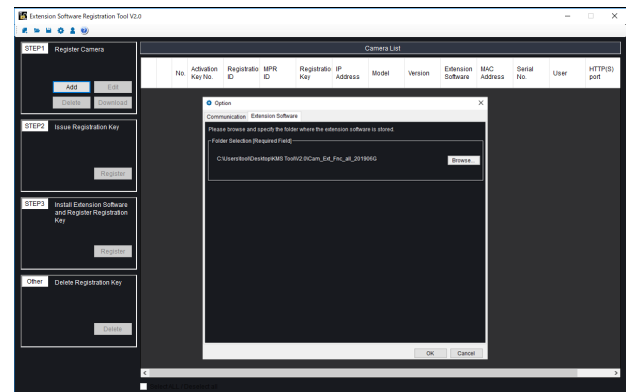 Extension Software Registration Tool V2.0
STEP1 Register Camera
Add Edit
Delete Download
STEP2 Issue Registration Key
Register
STEP3 Install Extension Software
and Register Registration
Key
Register
Other Delete Registration Key
Delete
Camera List
No. Activation Key No. Registratio ID MPR ID Registratio Key IP Address Model Version Extension Software MAC Address Serial No. User HTTP(S) port
Option
Communication Extension Software
Please browse and specify the folder where the extension software is stored.
Folder Selection [Required Field]
C:\Users\tool\Desktop\KMS Tool\V2.0\Cam_Ext_Fnc_all_201906G
Browse...
OK Cancel